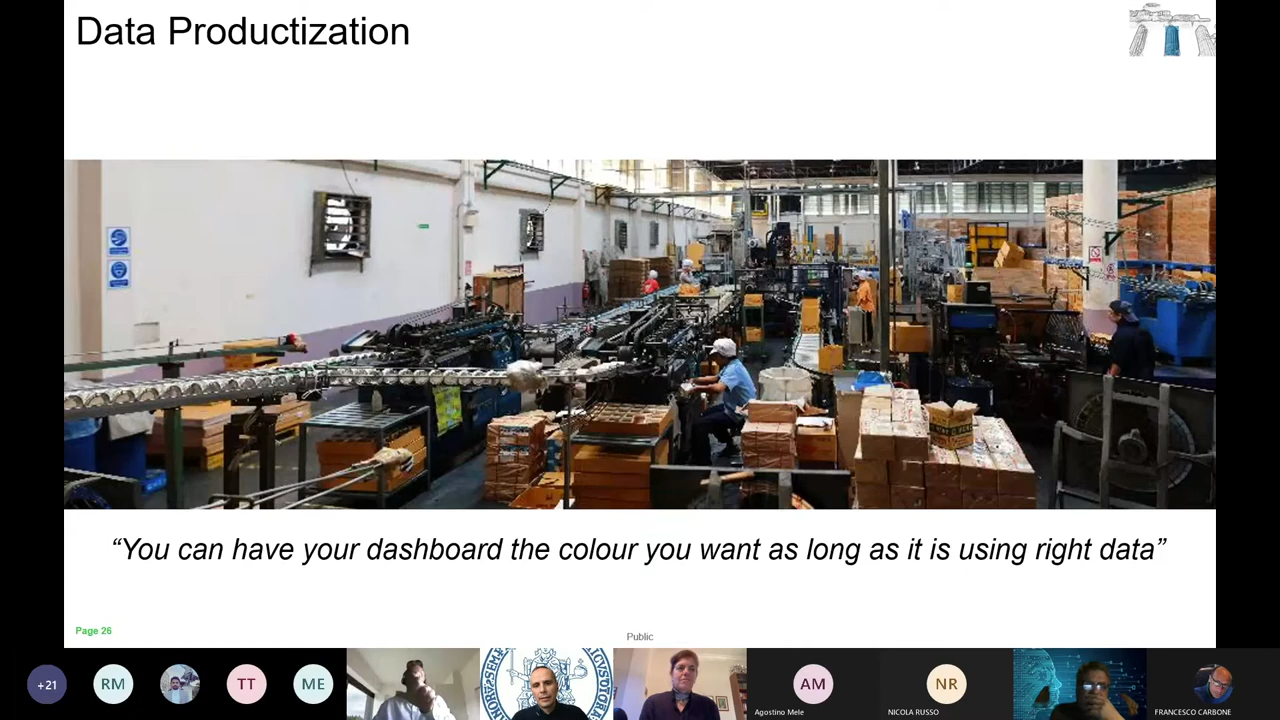 Data Productization
“You can have your dashboard the colour you want as long as it is using right data”
Page 26
Public
+21
RM
TT
ME
AM
Agostino Mele
NR
NICOLA RUSSO
FRANCESCO CARBONE